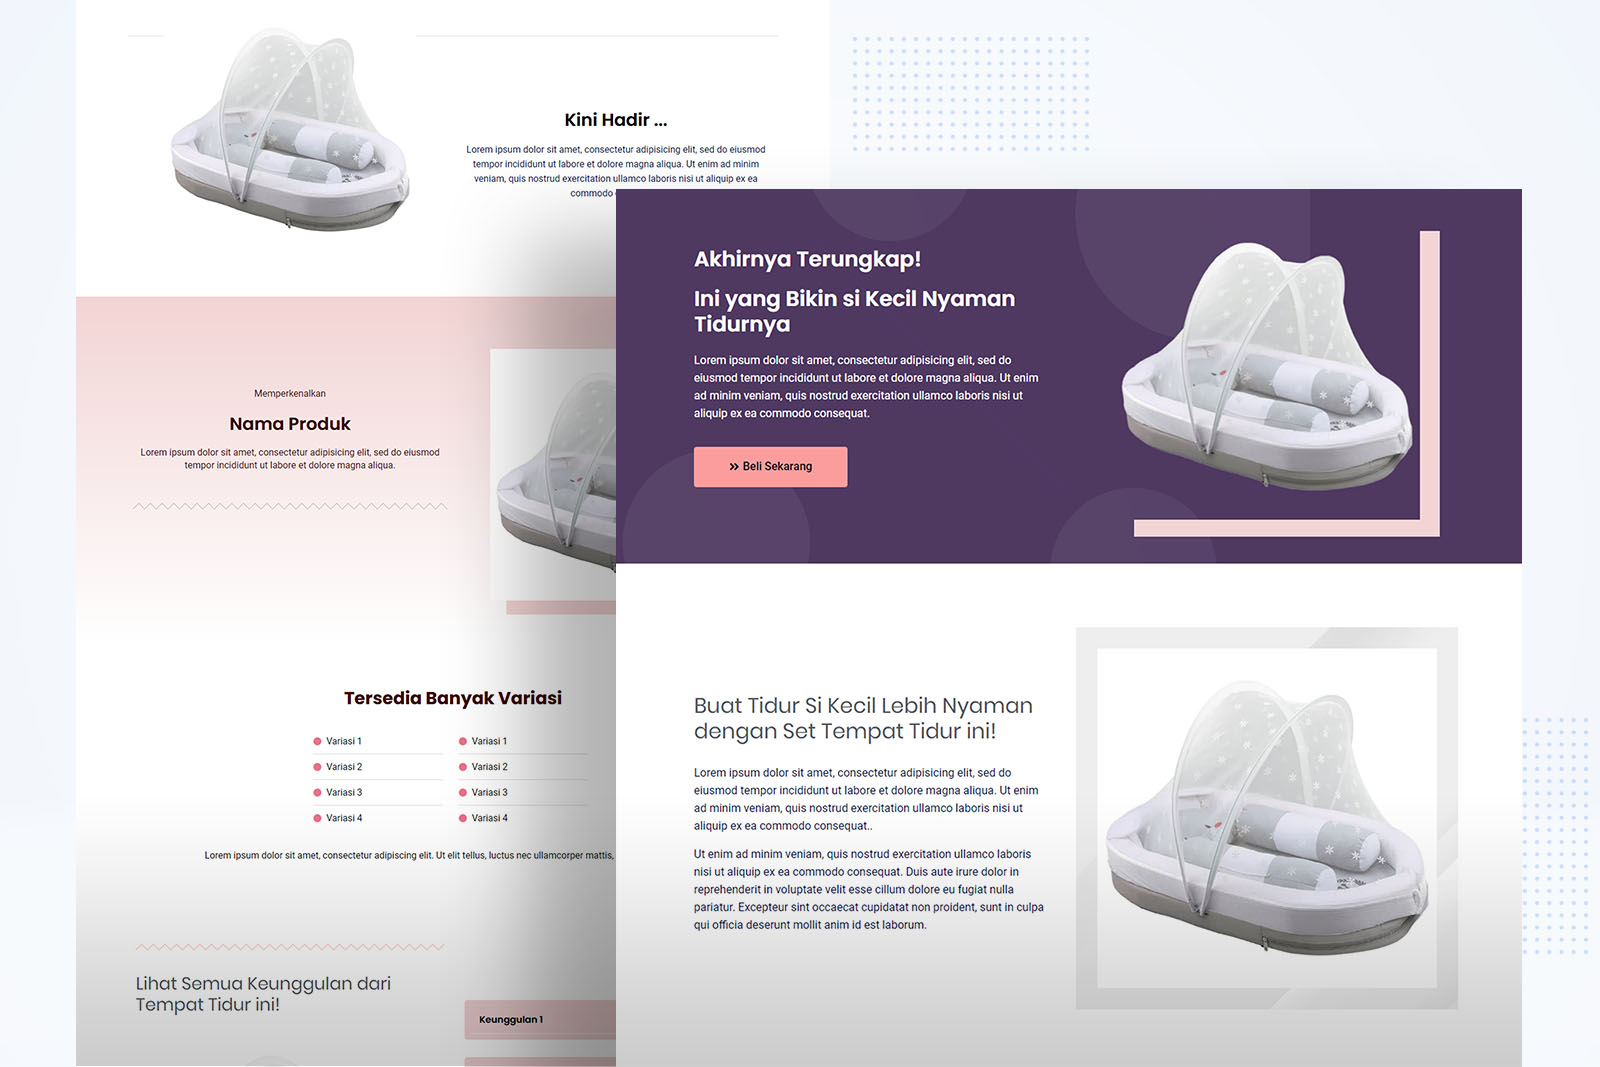 Kini Hadir ...
Lorem ipsum dolor sit amet, consectetur adipisicing elit, sed do eiusmod
tempor incididunt ut labore et dolore magna aliqua. Ut enim ad minim
veniam, quis nostrud exercitation ullamco laboris nisi ut aliquip ex ea
commodo
Memperkenalkan
Nama Produk
Lorem ipsum dolor sit amet, consectetur adipisicing elit, sed do eiusmod
tempor incididunt ut labore et dolore magna aliqua.
Tersedia Banyak Variasi
Variasi 1
Variasi 2
Variasi 3
Variasi 4
Variasi 1
Variasi 2
Variasi 3
Variasi 4
Lorem ipsum dolor sit amet, consectetur adipiscing elit. Ut elit tellus, luctus nec ullamcorper mattis,
Lihat Semua Keunggulan dari
Tempat Tidur ini!
Keunggulan 1
Akhirnya Terungkap!
Ini yang Bikin si Kecil Nyaman
Tidurnya
Lorem ipsum dolor sit amet, consectetur adipisicing elit, sed do
eiusmod tempor incididunt ut labore et dolore magna aliqua. Ut enim
ad minim veniam, quis nostrud exercitation ullamco laboris nisi ut
aliquip ex ea commodo consequat.
» Beli Sekarang
Buat Tidur Si Kecil Lebih Nyaman
dengan Set Tempat Tidur ini!
Lorem ipsum dolor sit amet, consectetur adipisicing elit, sed do
eiusmod tempor incididunt ut labore et dolore magna aliqua. Ut enim
ad minim veniam, quis nostrud exercitation ullamco laboris nisi ut
aliquip ex ea commodo consequat..
Ut enim ad minim veniam, quis nostrud exercitation ullamco laboris
nisi ut aliquip ex ea commodo consequat. Duis aute irure dolor in
reprehenderit in voluptate velit esse cillum dolore eu fugiat nulla
pariatur. Excepteur sint occaecat cupidatat non proident, sunt in culpa
qui officia deserunt mollit anim id est laborum.